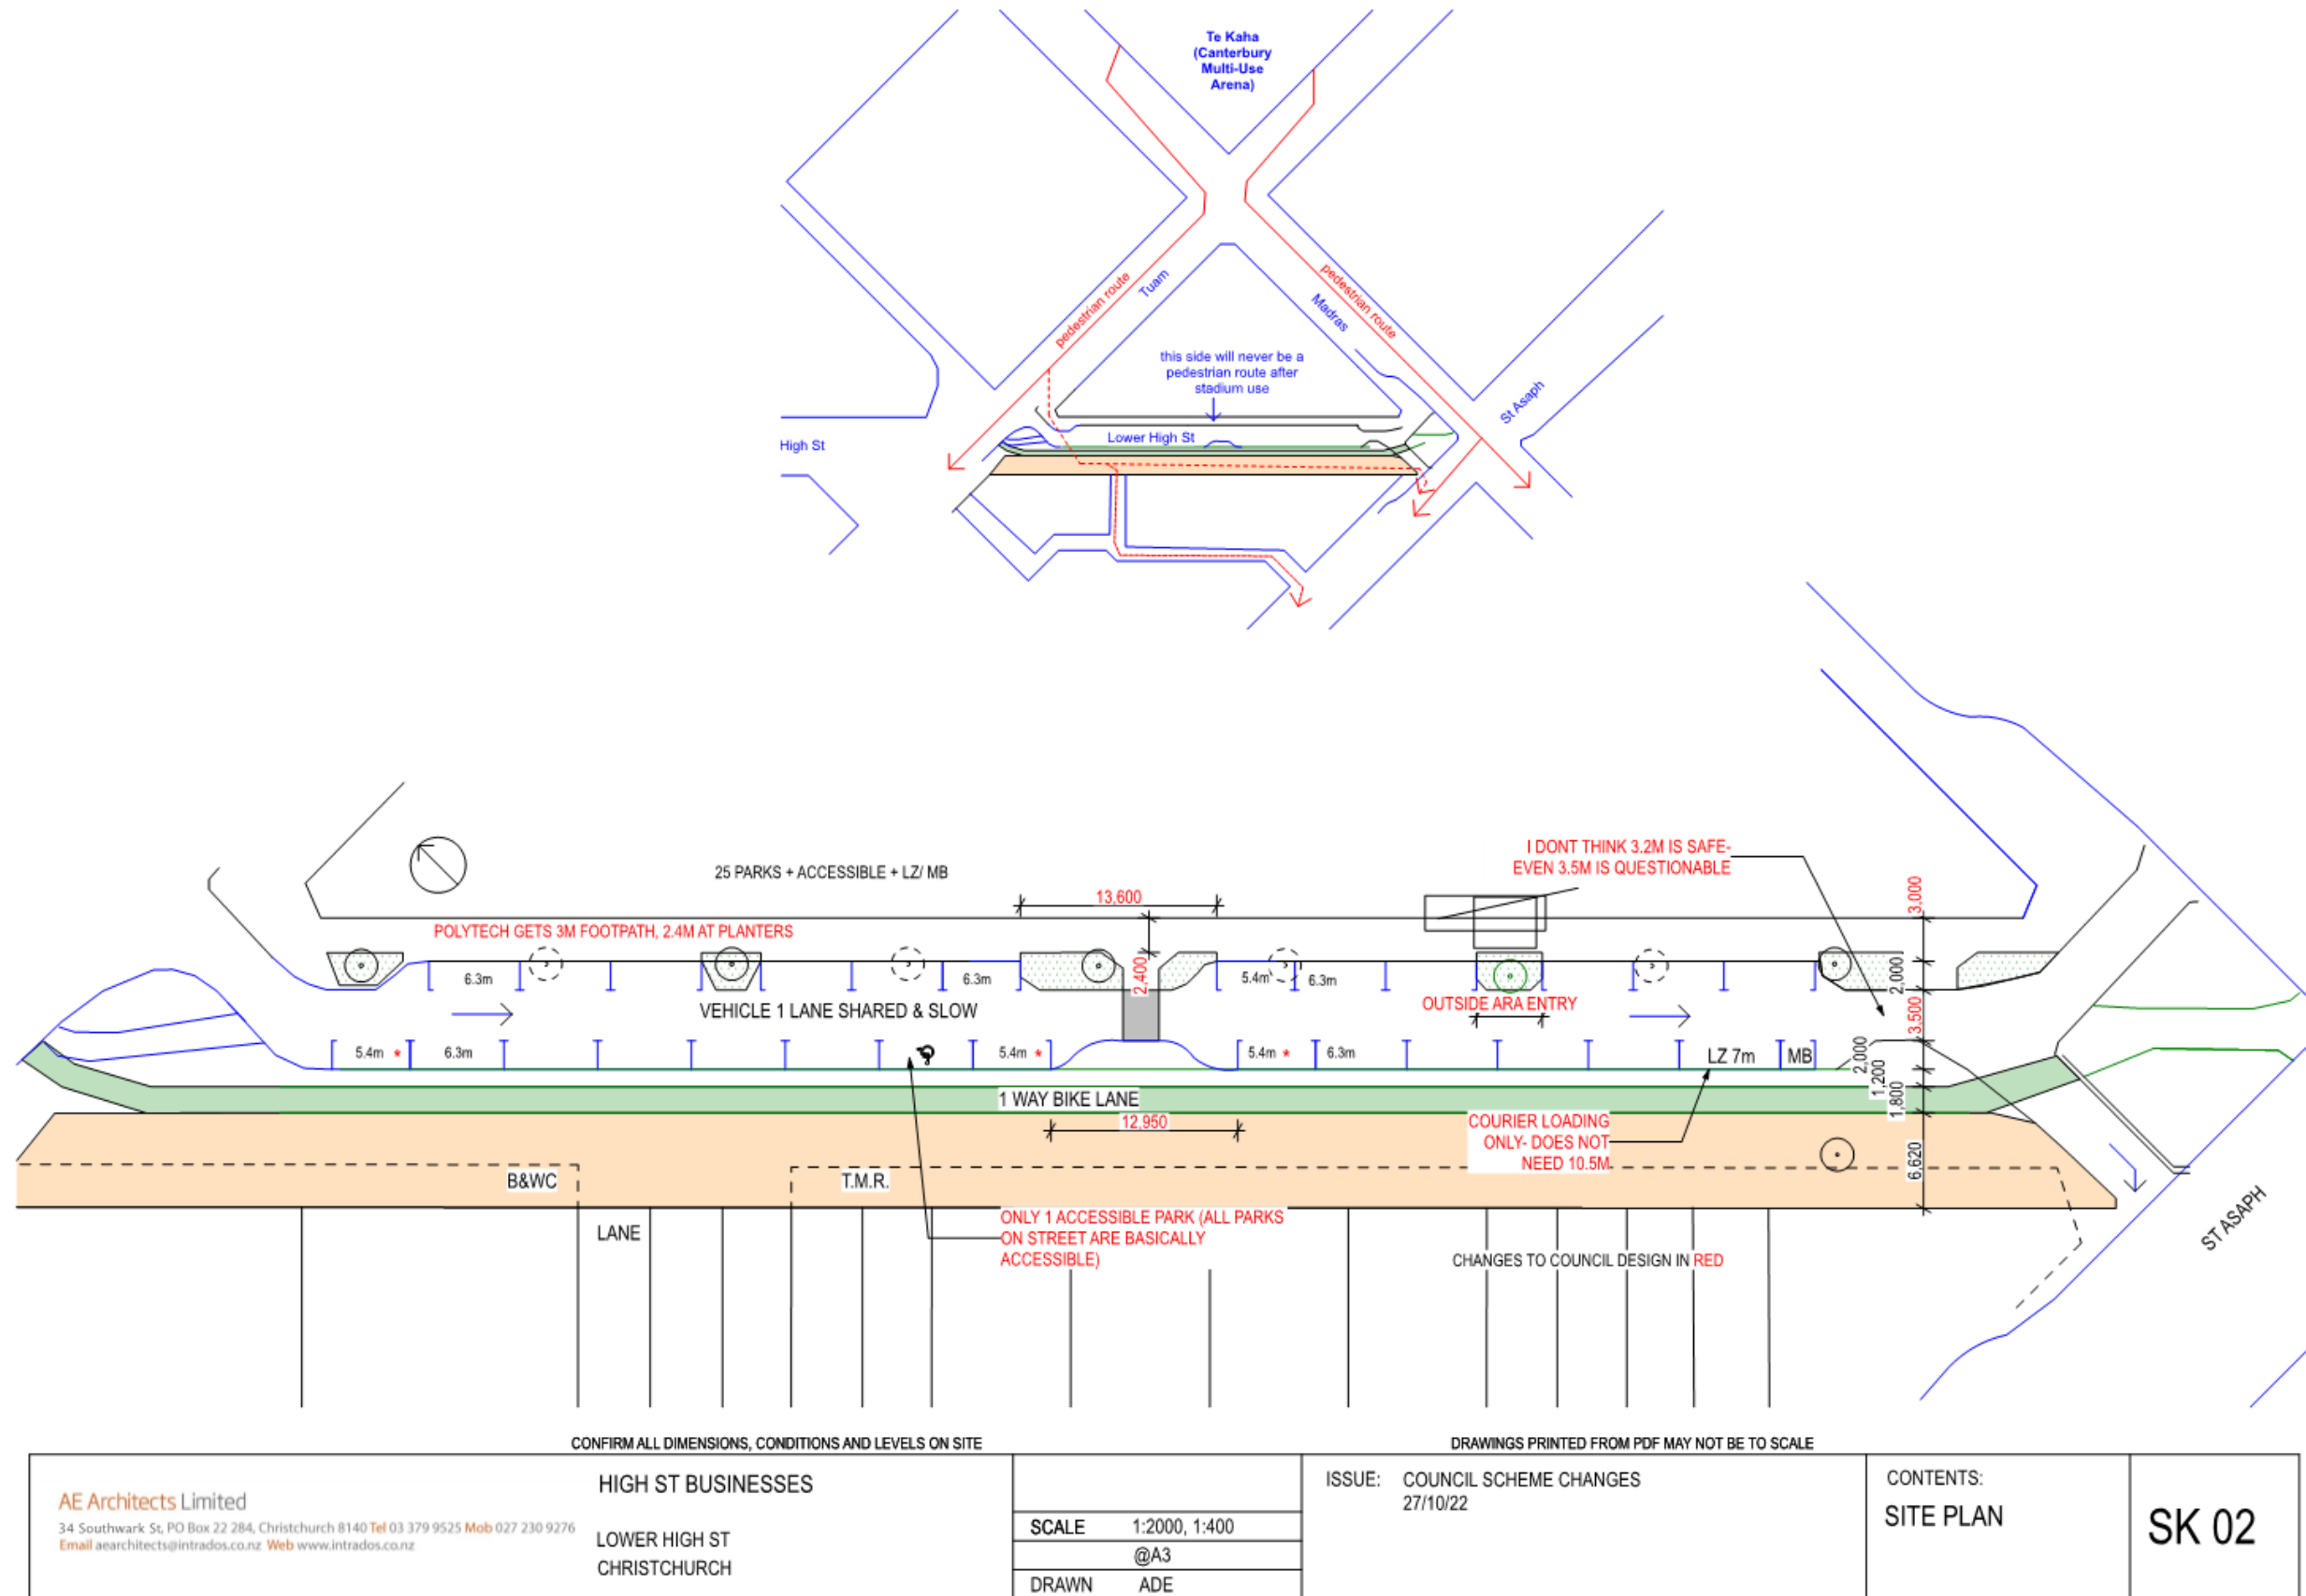 Te Kaha
(Canterbury
Multi-Use
Arena)
pedestrian route
Tuam
pedestrian route
Madras
this side will never be a
pedestrian route after
stadium use
St Asaph
High St
Lower High St
I DONT THINK 3.2M IS SAFE-
EVEN 3.5M IS QUESTIONABLE
25 PARKS + ACCESSIBLE + LZ/ MB
13,600
3,000
POLYTECH GETS 3M FOOTPATH, 2.4M AT PLANTERS
6.3m
6.3m
2,400
5.4m
6.3m
2,000
VEHICLE 1 LANE SHARED & SLOW
OUTSIDE ARA ENTRY
3,500
5.4m *
6.3m
5.4m *
5.4m *
6.3m
LZ 7m
MB
2,000
1,200
1,800
1 WAY BIKE LANE
12,950
COURIER LOADING
ONLY- DOES NOT
NEED 10.5M
6,620
B&WC
T.M.R.
LANE
ONLY 1 ACCESSIBLE PARK (ALL PARKS
ON STREET ARE BASICALLY
ACCESSIBLE)
CHANGES TO COUNCIL DESIGN IN RED
ST ASAPH
CONFIRM ALL DIMENSIONS, CONDITIONS AND LEVELS ON SITE
DRAWINGS PRINTED FROM PDF MAY NOT BE TO SCALE
AE Architects Limited
34 Southwark St, PO Box 22 284, Christchurch 8140 Tel 03 379 9525 Mob 027 230 9276
Email aearchitects@intrados.co.nz Web www.intrados.co.nz
HIGH ST BUSINESSES
LOWER HIGH ST
CHRISTCHURCH
SCALE 1:2000, 1:400
@A3
DRAWN ADE
ISSUE: COUNCIL SCHEME CHANGES
27/10/22
CONTENTS:
SITE PLAN
SK 02